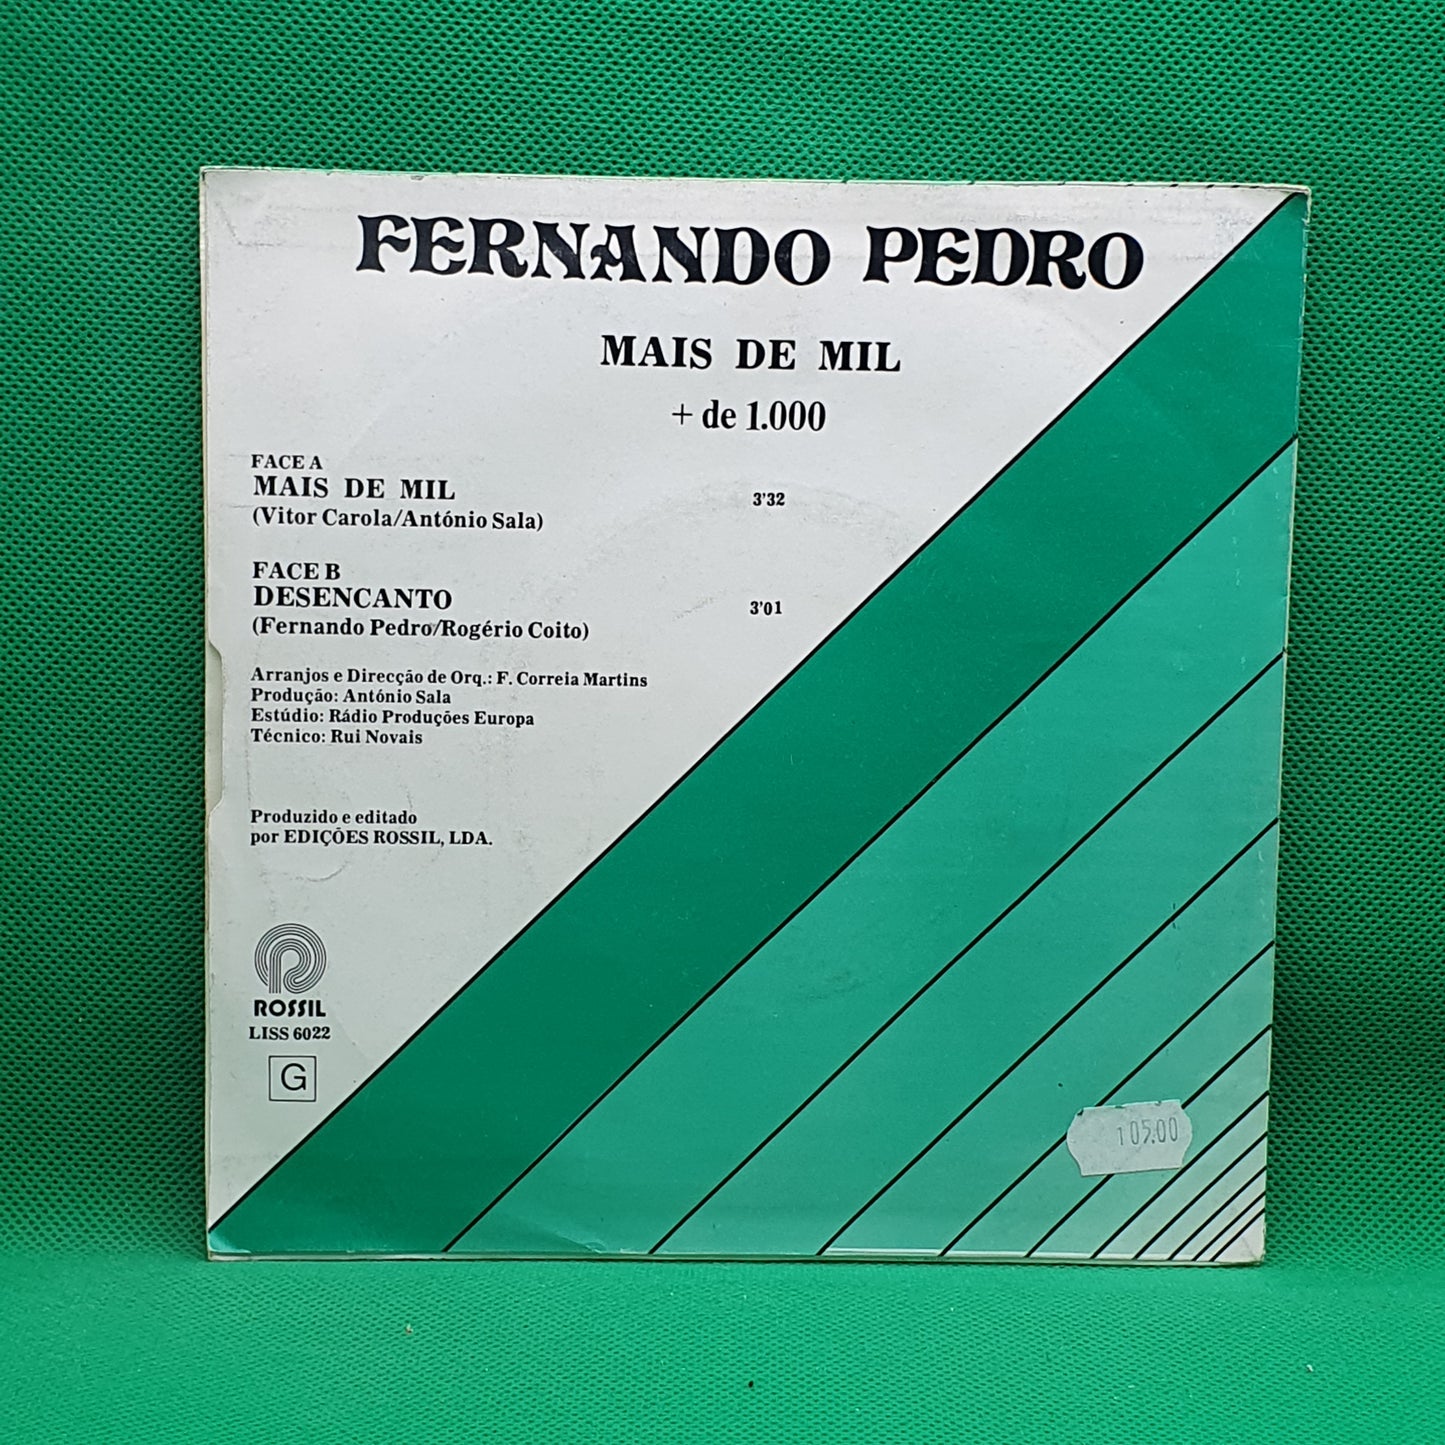 FERNANDO PEDRO
MAIS DE MIL
+ de 1.000
FACE A
MAIS DE MIL 3'32
(Vitor Carola/António Sala)
FACE B
DESENCANTO 3'01
(Fernando Pedro/Rogério Coito)
Arranjos e Direcção de Orq.: F. Correia Martins
Produção: António Sala
Estúdio: Rádio Produções Europa
Técnico: Rui Novais
Produzido e editado
por EDIÇÕES ROSSIL, LDA.
ROSSIL
LISS 6022
G
105.00